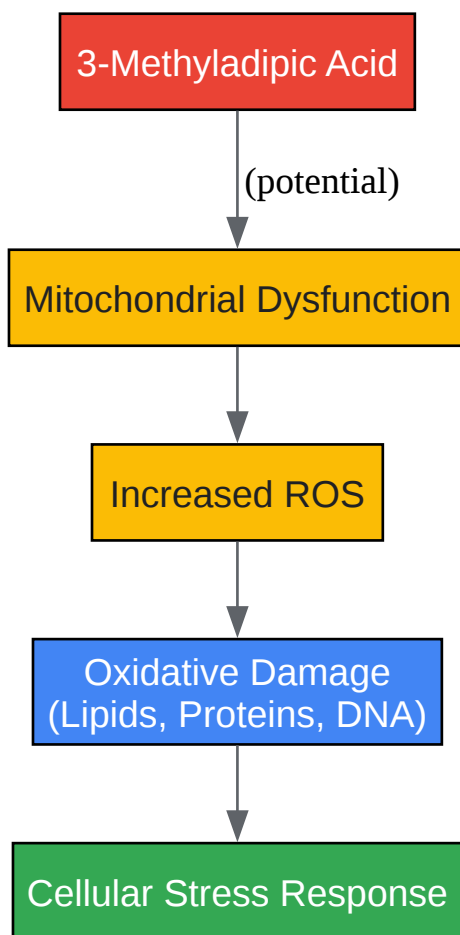 3-Methyladipic Acid
(potential)
Mitochondrial Dysfunction
Increased ROS
Oxidative Damage
(Lipids, Proteins, DNA)
Cellular Stress Response